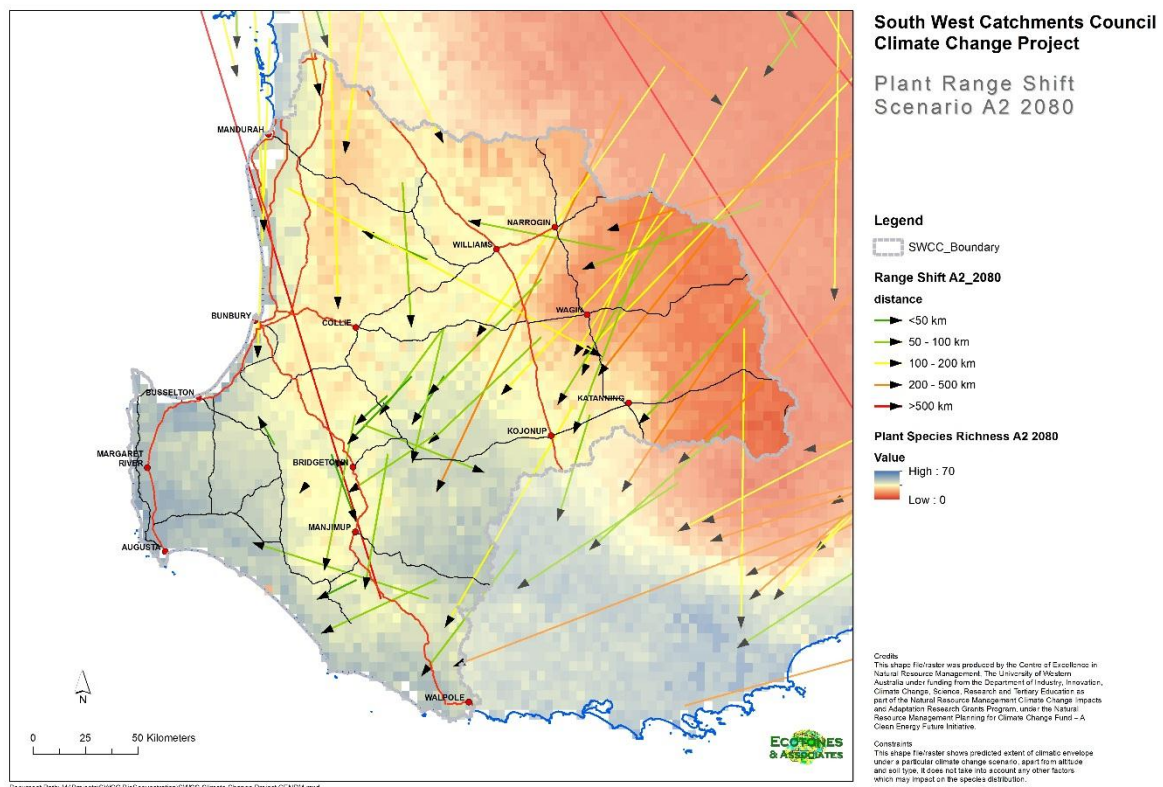 South West Catchments Council
Climate Change Project
Plant Range Shift
Scenario A2 2080
MANDURAH
NARROGIN
WILLIAMS
BUNBURY
COLLIE
WAGIN
BUSSELTON
KATANNING
KOJONUP
MARGARET
RIVER
BRIDGETOWN
MANJIMUP
AUGUSTA
WALPOLE
N
0 25 50 Kilometers
ECOTONES
& ASSOCIATES
Legend
SWCC_Boundary
Range Shift A2_2080
distance
<50 km
50 - 100 km
100 - 200 km
200 - 500 km
>500 km
Plant Species Richness A2 2080
Value
High : 70
Low : 0
Credits
This shape file/raster was produced by the Centre of Excellence in
Natural Resource Management, The University of Western
Australia under funding from the Department of Industry, Innovation,
Climate Change, Science, Research and Tertiary Education as
part of the Natural Resource Management Climate Change Impacts
and Adaptation Research Grants Program, under the Natural
Resource Management Planning for Climate Change Fund – A
Clean Energy Future Initiative.
Constraints
This shape file/raster shows predicted extent of climatic envelope
under a particular climate change scenario, apart from altitude
and soil type, it does not take into account any other factors
which may impact on the species distribution.